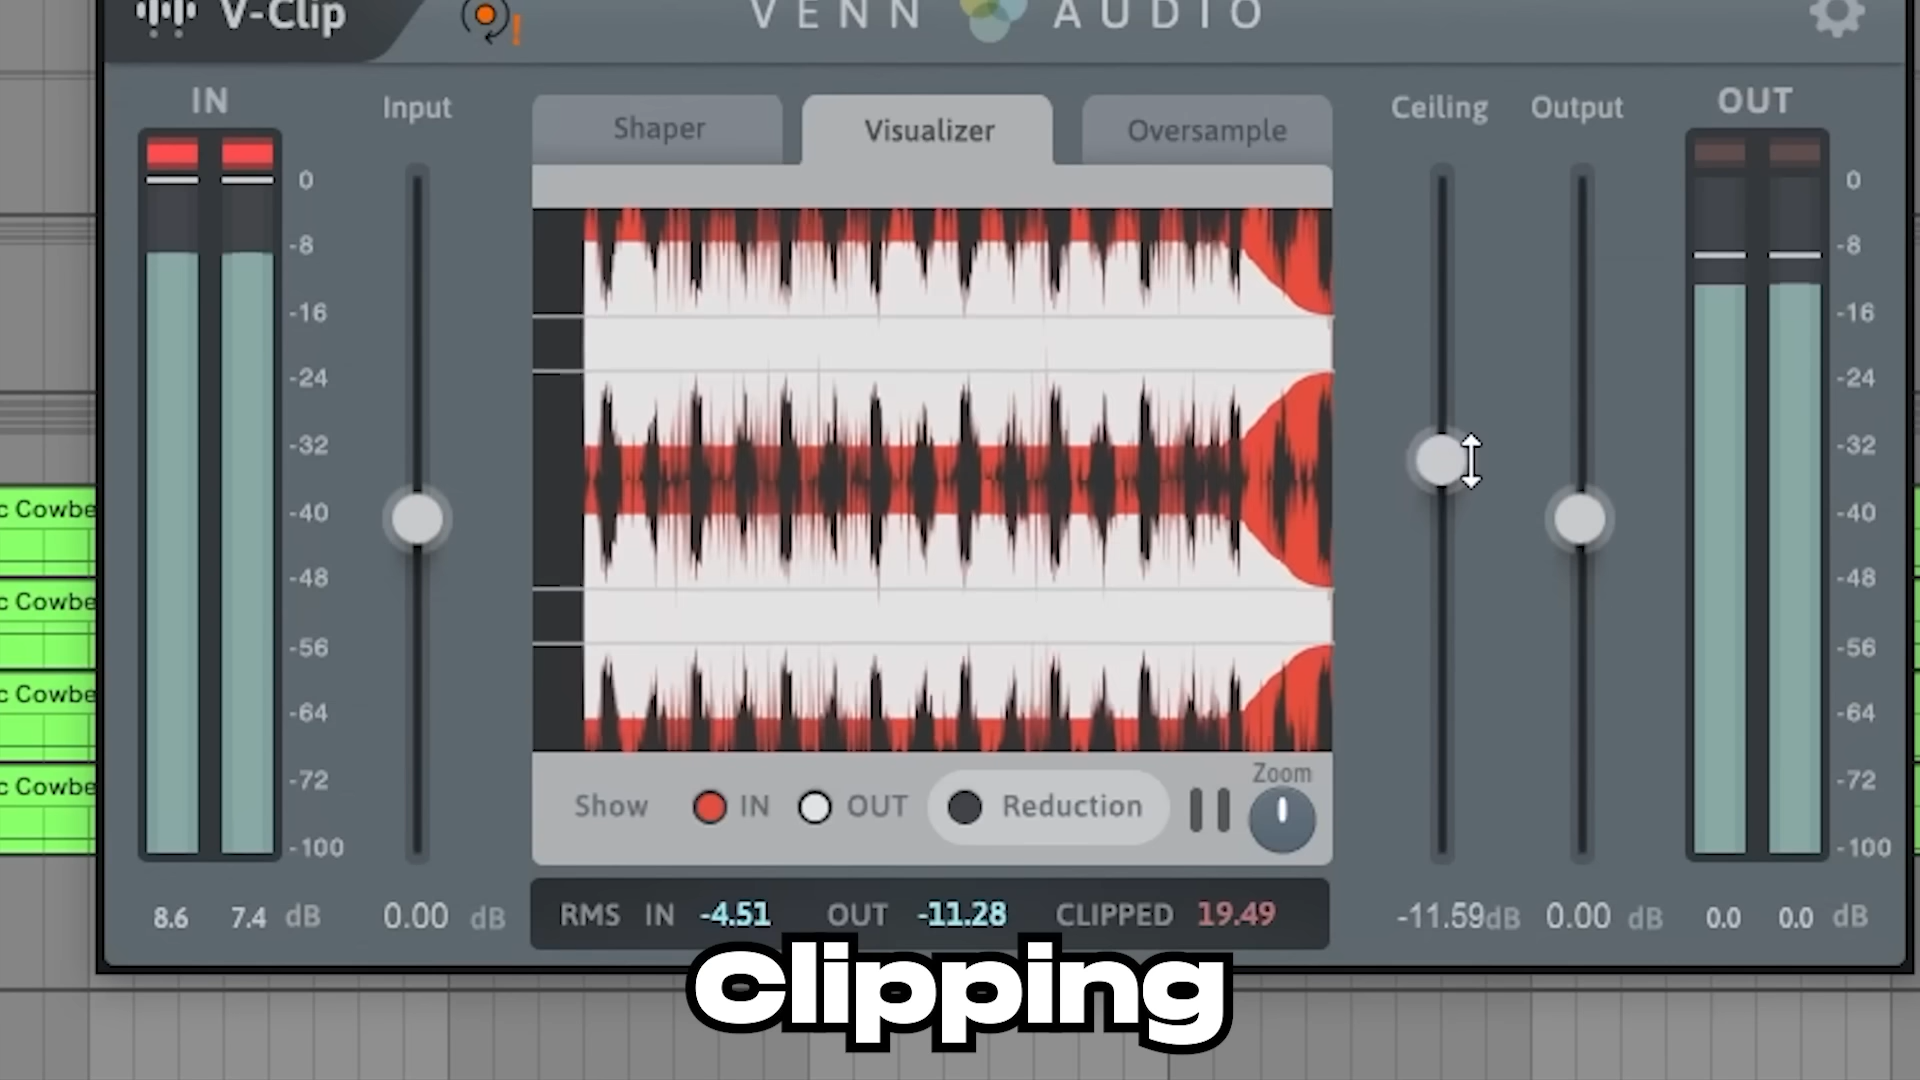 V-Clip
VENN AUDIO
IN
Input
Shaper
Visualizer
Oversample
Ceiling
Output
OUT
0
-8
-16
-24
-32
-40
-48
-56
-64
-72
-100
0
-8
-16
-24
-32
-40
-48
-56
-64
-72
-100
c Cowbe
c Cowbe
c Cowbe
c Cowbe
Show IN OUT Reduction
Zoom
8.6 7.4 dB
0.00 dB
RMS IN -4.51 OUT -11.28 CLIPPED 19.49
-11.59dB
0.00 dB
0.0 0.0 dB
Clipping